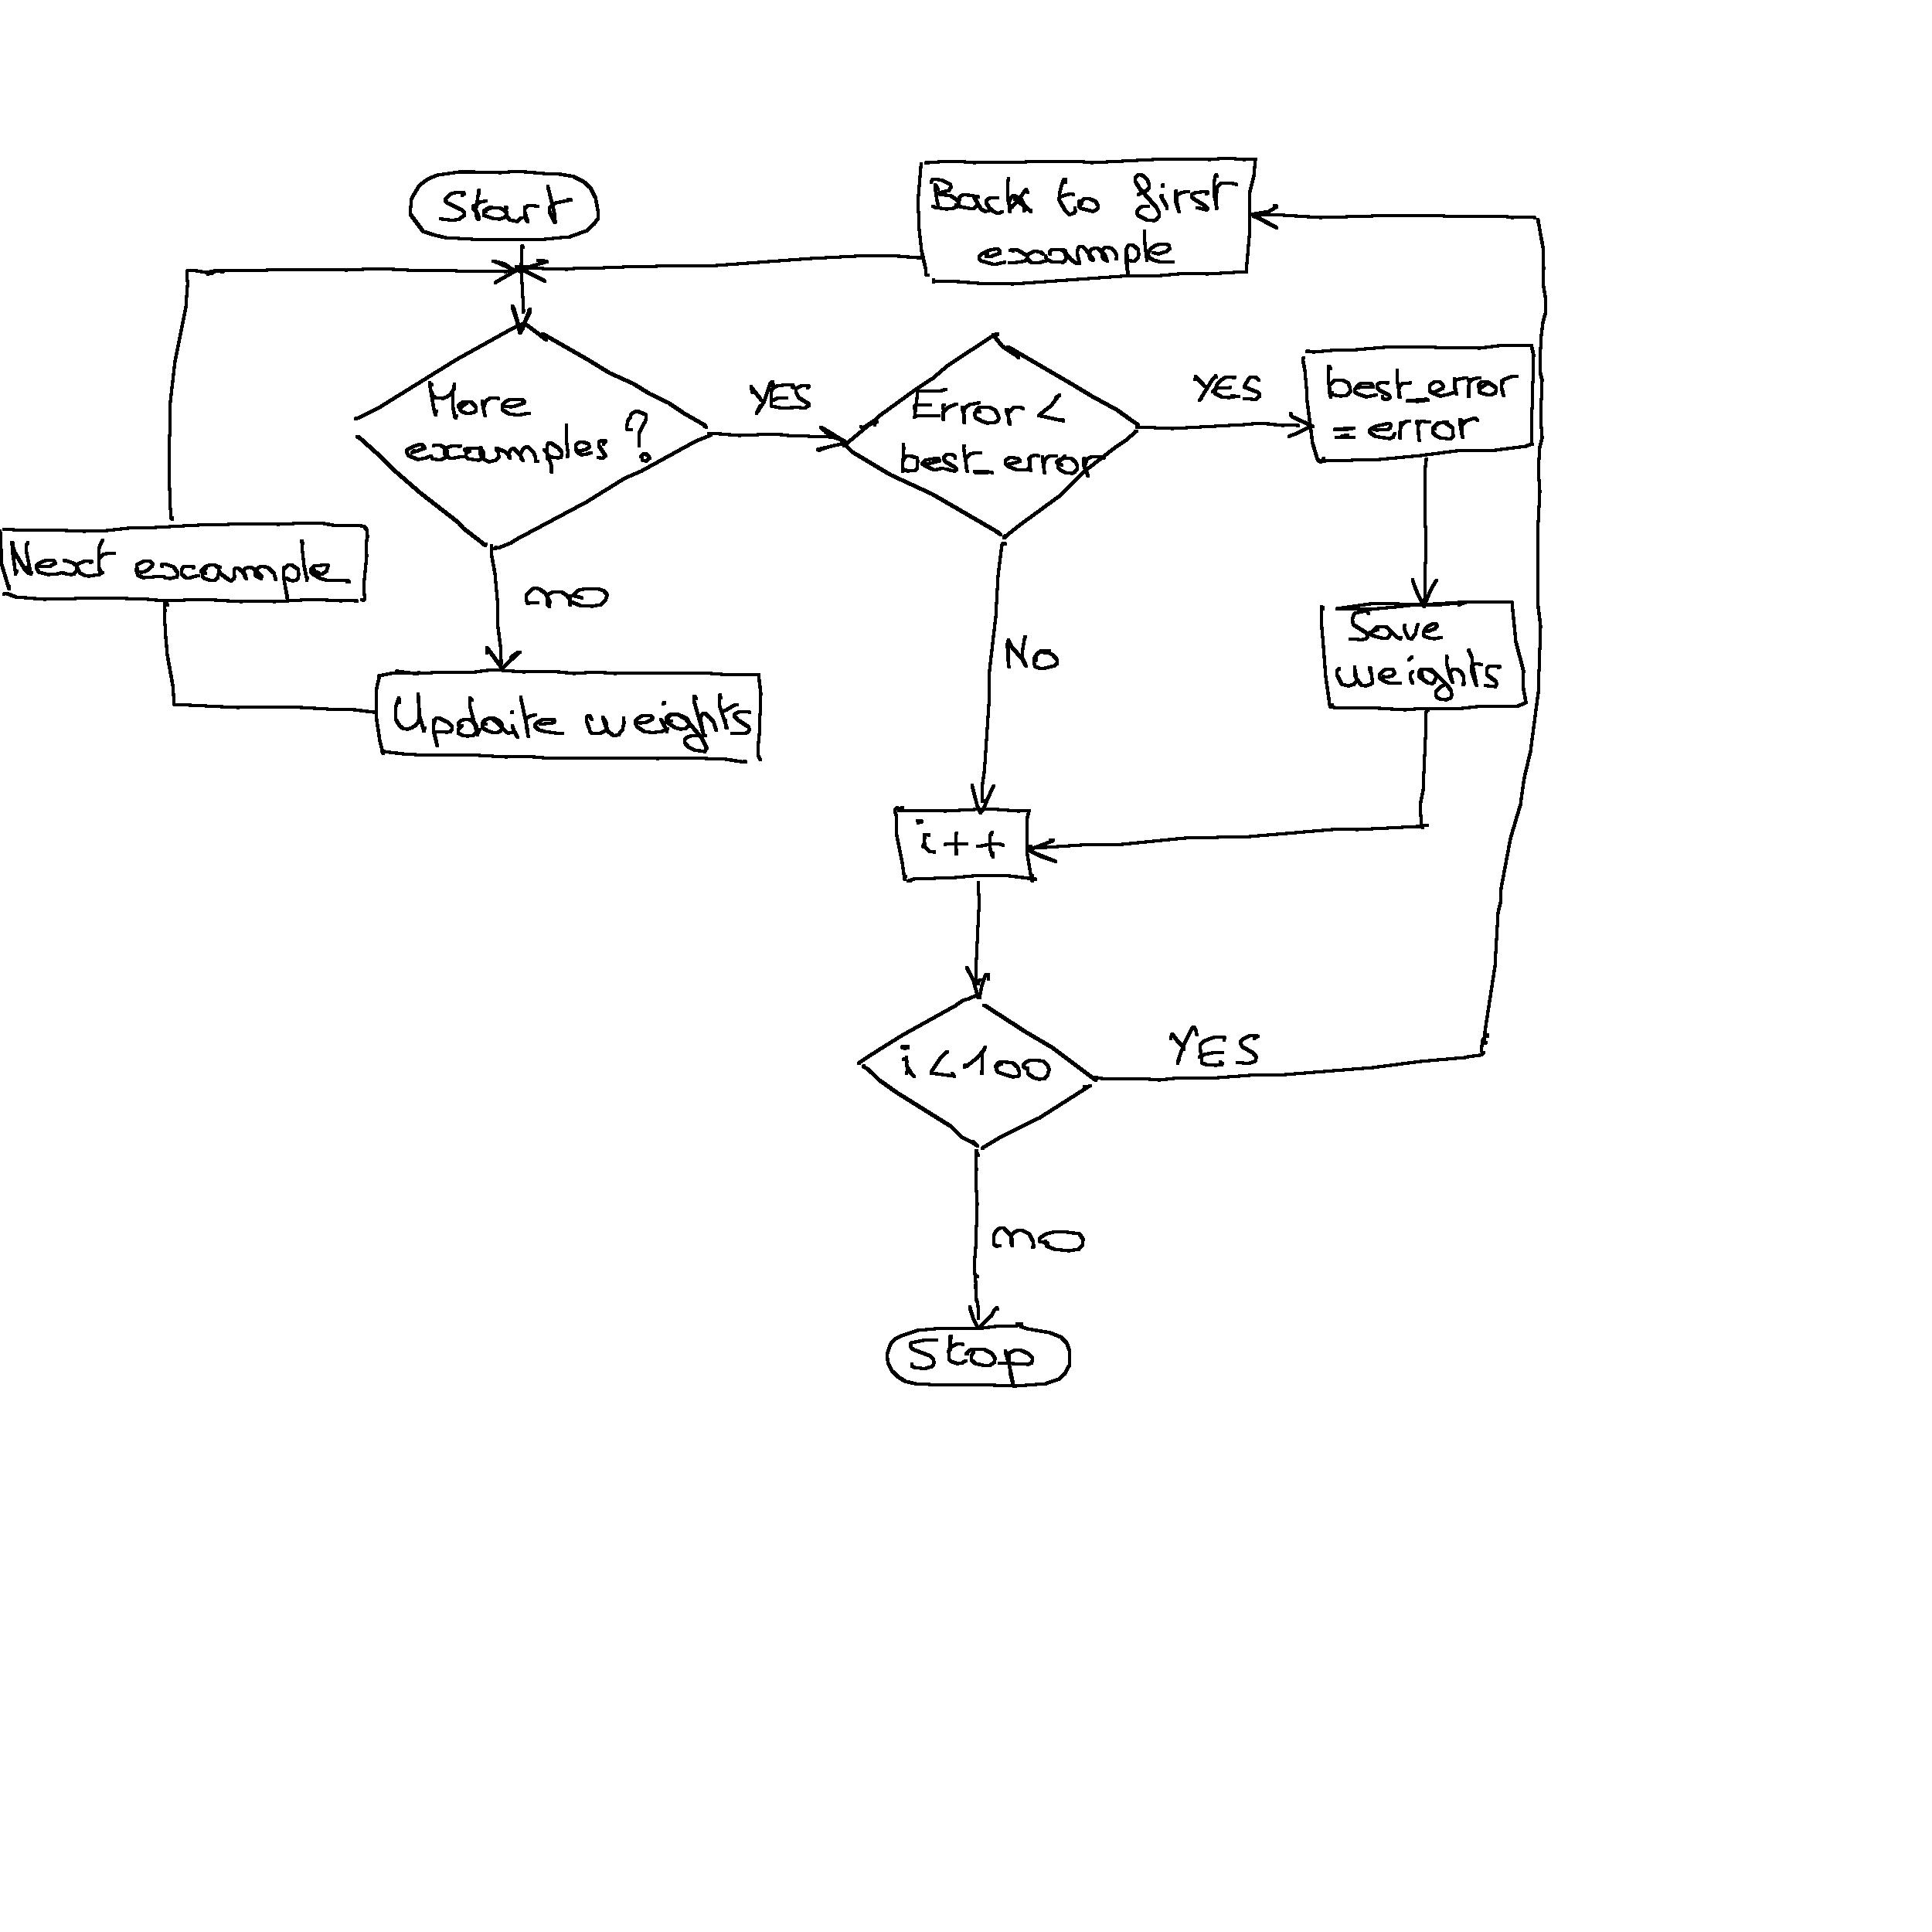 Start
Back to first
example
More
examples?
YES
Error <
best_error
YES
best_error
= error
Next example
no
Update weights
No
Save
weights
i++
i<100
YES
no
Stop